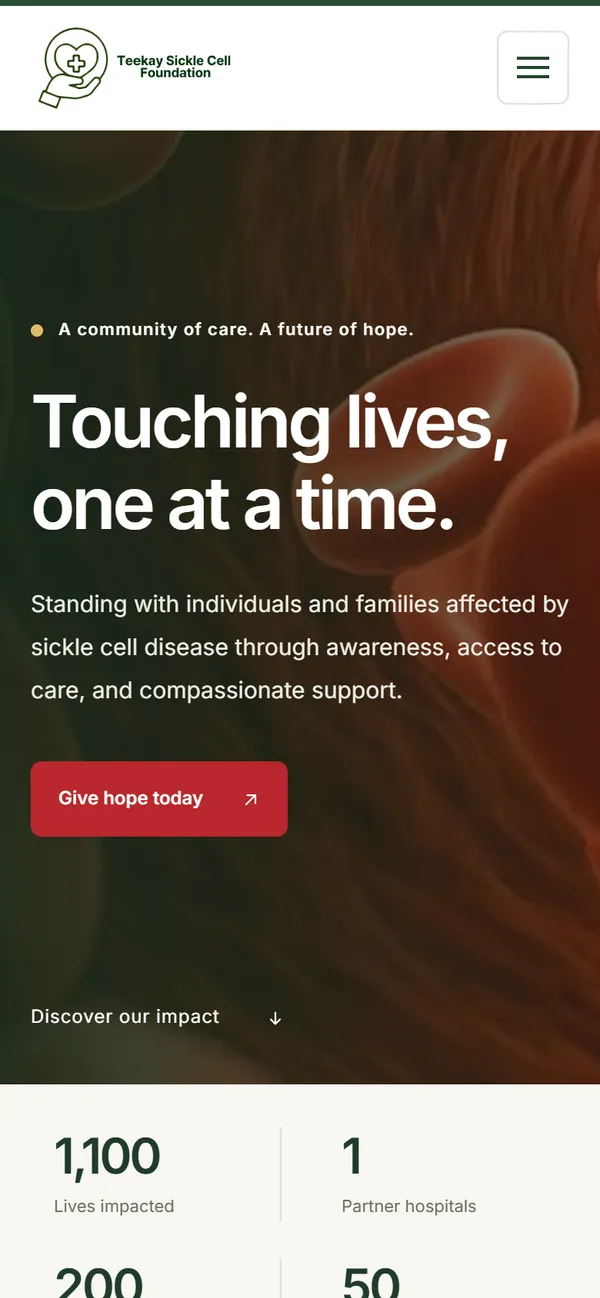 Teekay Sickle Cell
Foundation
A community of care. A future of hope.
Touching lives,
one at a time.
Standing with individuals and families affected by
sickle cell disease through awareness, access to
care, and compassionate support.
Give hope today
Discover our impact
1,100
Lives impacted
1
Partner hospitals
200
50